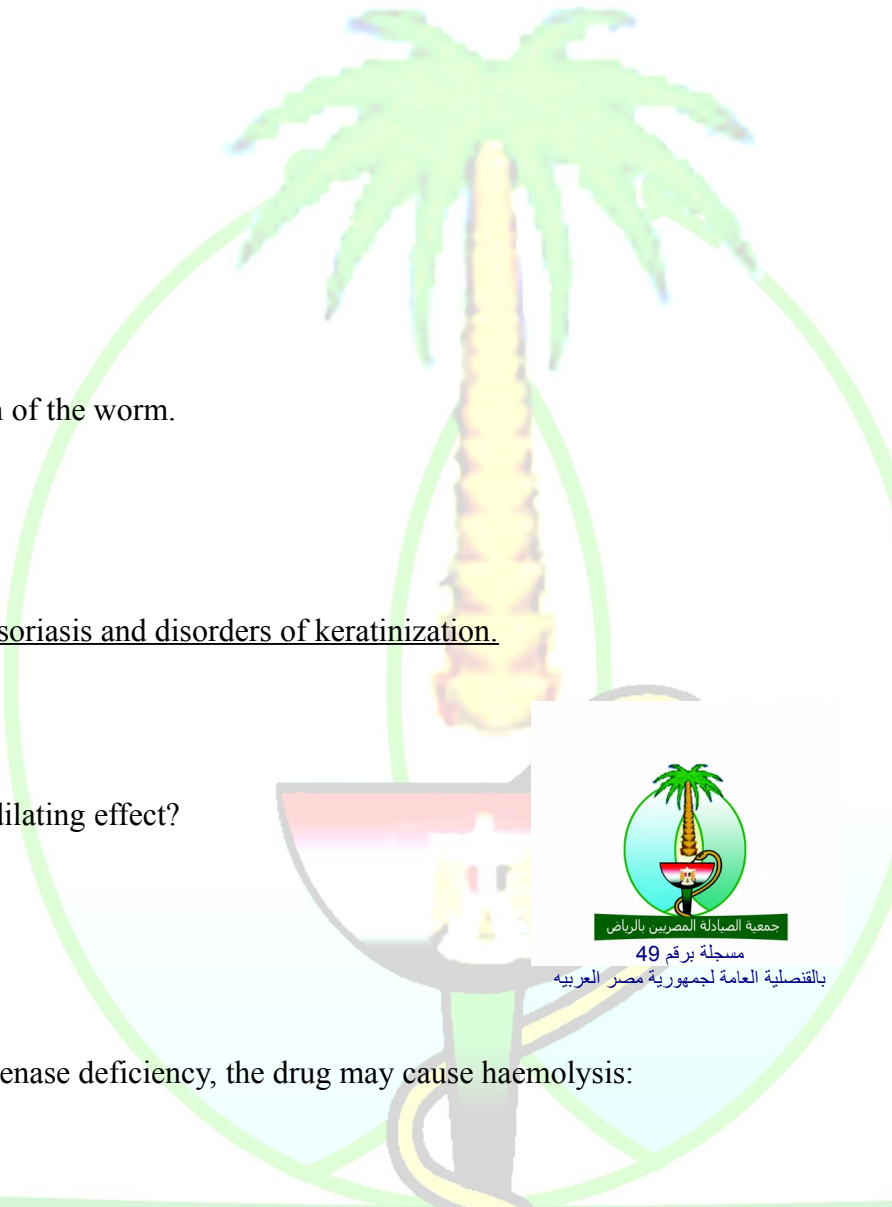 of the worm.
soriasis and disorders of keratinization.
dilating effect?
جمعية الصيادلة المصريين بالرياض
مسجلة برقم 49
بالقنصلية العامة لجمهورية مصر العربيه
enase deficiency, the drug may cause haemolysis: